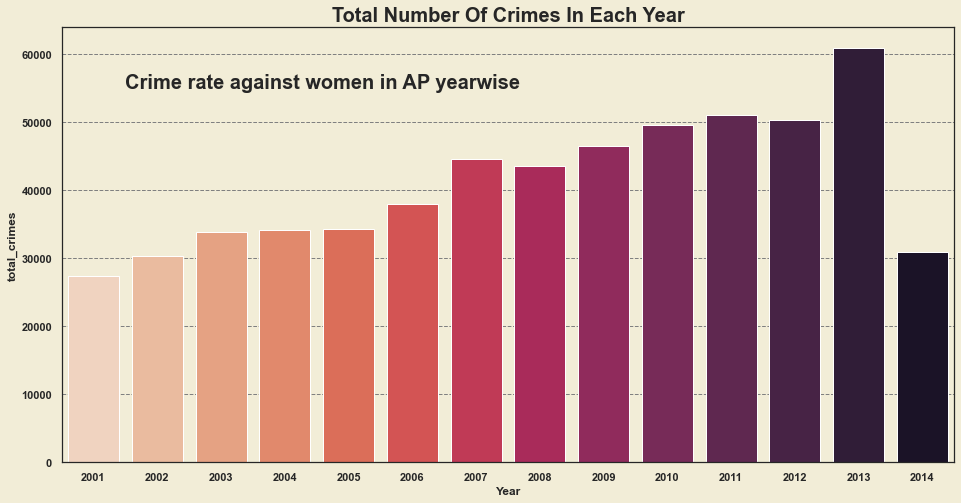 Total Number Of Crimes In Each Year
Crime rate against women in AP yearwise
60000
50000
40000
30000
20000
10000
0
total_crimes
2001 2002 2003 2004 2005 2006 2007 2008 2009 2010 2011 2012 2013 2014
Year